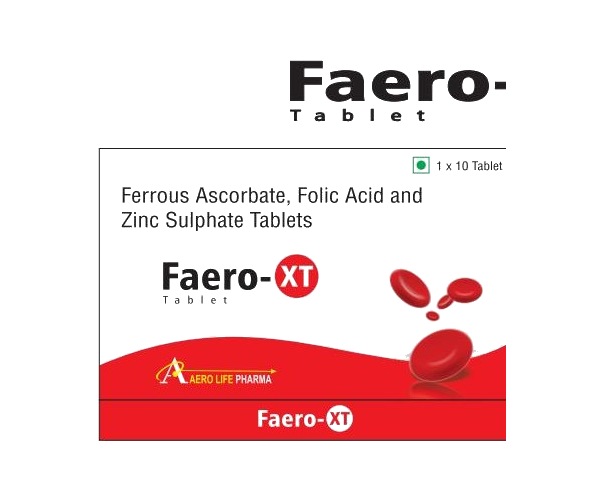 Faero-
Tablet
1 x 10 Tablet
Ferrous Ascorbate, Folic Acid and
Zinc Sulphate Tablets
Faero-XT
Tablet
AERO LIFE PHARMA
Faero-XT